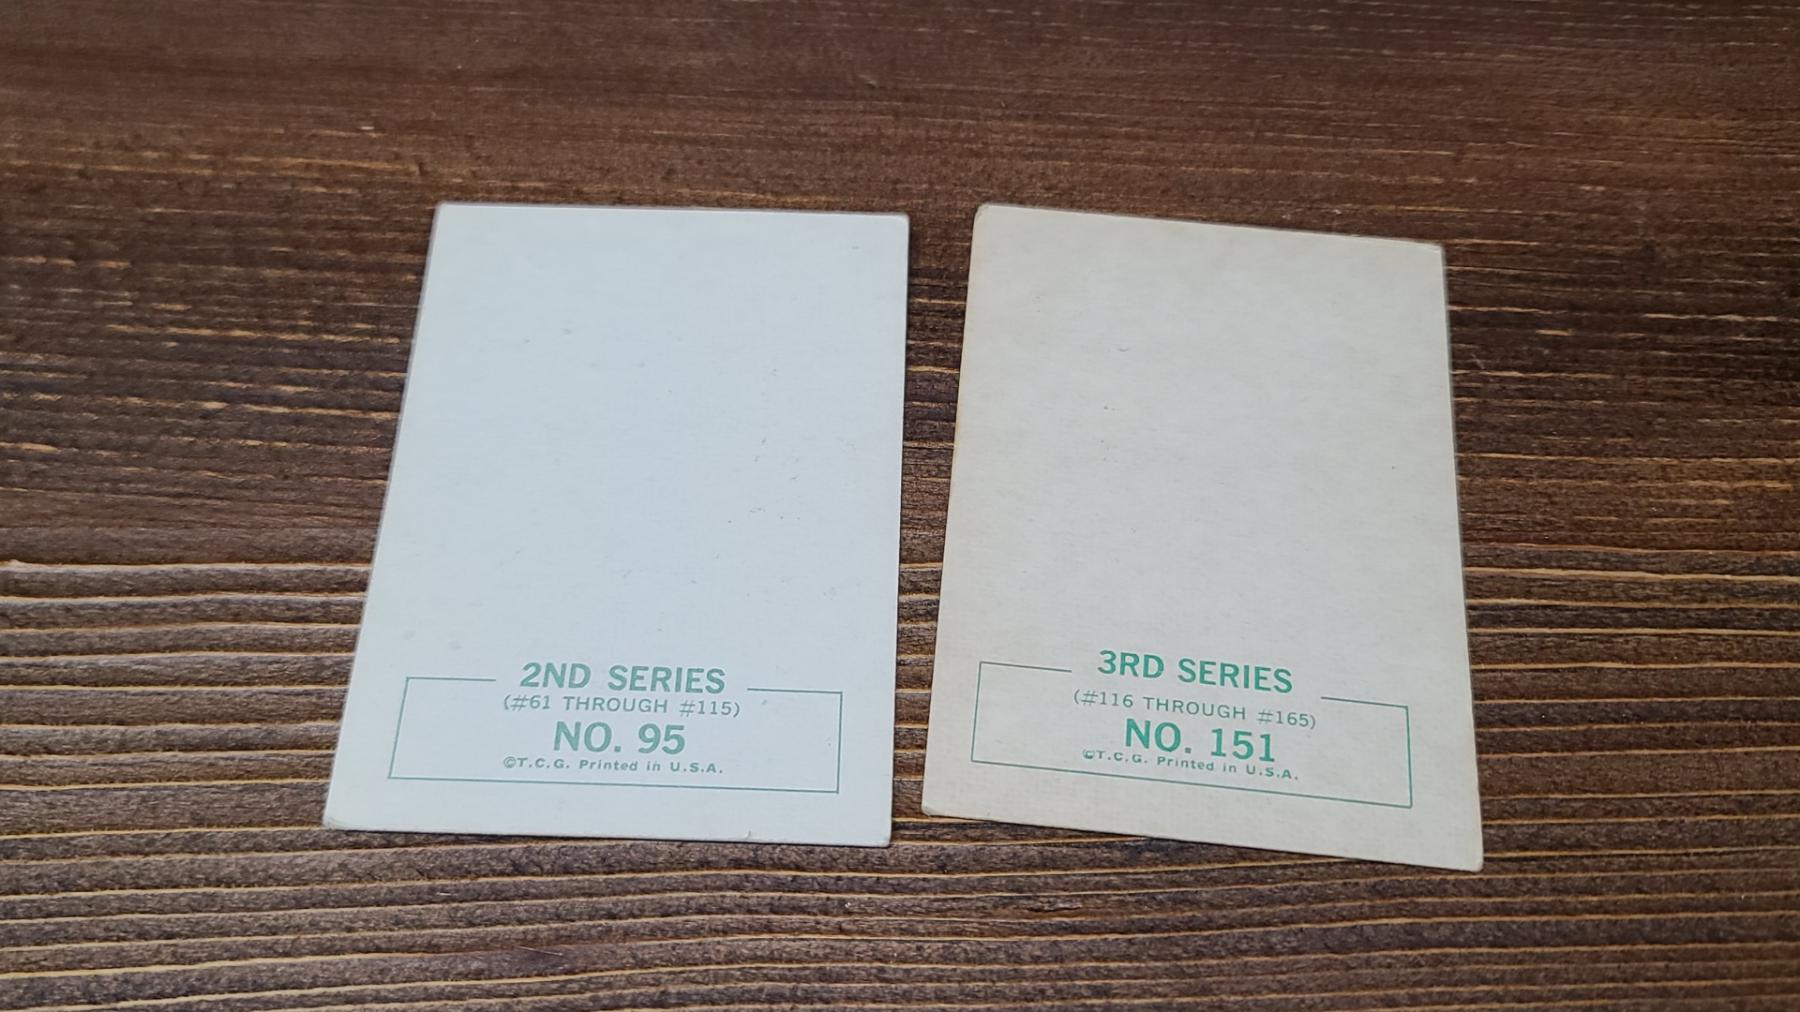 2ND SERIES
(#61 THROUGH #115)
NO. 95
©T.C.G. Printed in U.S.A.
3RD SERIES
(#116 THROUGH #165)
NO. 151
©T.C.G. Printed in U.S.A.